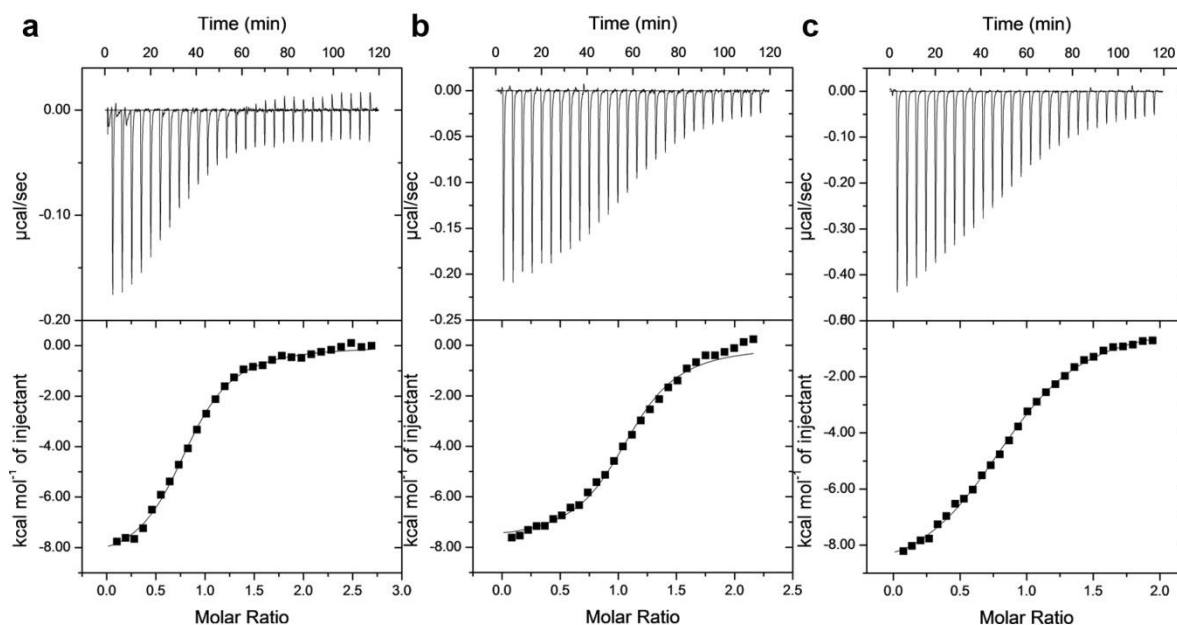 a b c
Time (min) Time (min) Time (min)
0 20 40 60 80 100 120 0 20 40 60 80 100 120 0 20 40 60 80 100 120
0.00 0.00 0.00
-0.05
-0.10
-0.10 -0.10 -0.20
-0.15 -0.30
-0.20 -0.40
-0.20 -0.25
µcal/sec µcal/sec µcal/sec
0.00 0.00
-2.00 -2.00 -2.00
-4.00 -4.00 -4.00
-6.00 -6.00 -6.00
-8.00 -8.00 -8.00
kcal mol⁻¹ of injectant kcal mol⁻¹ of injectant kcal mol⁻¹ of injectant
0.0 0.5 1.0 1.5 2.0 2.5 3.0 0.0 0.5 1.0 1.5 2.0 2.5 0.0 0.5 1.0 1.5 2.0
Molar Ratio Molar Ratio Molar Ratio